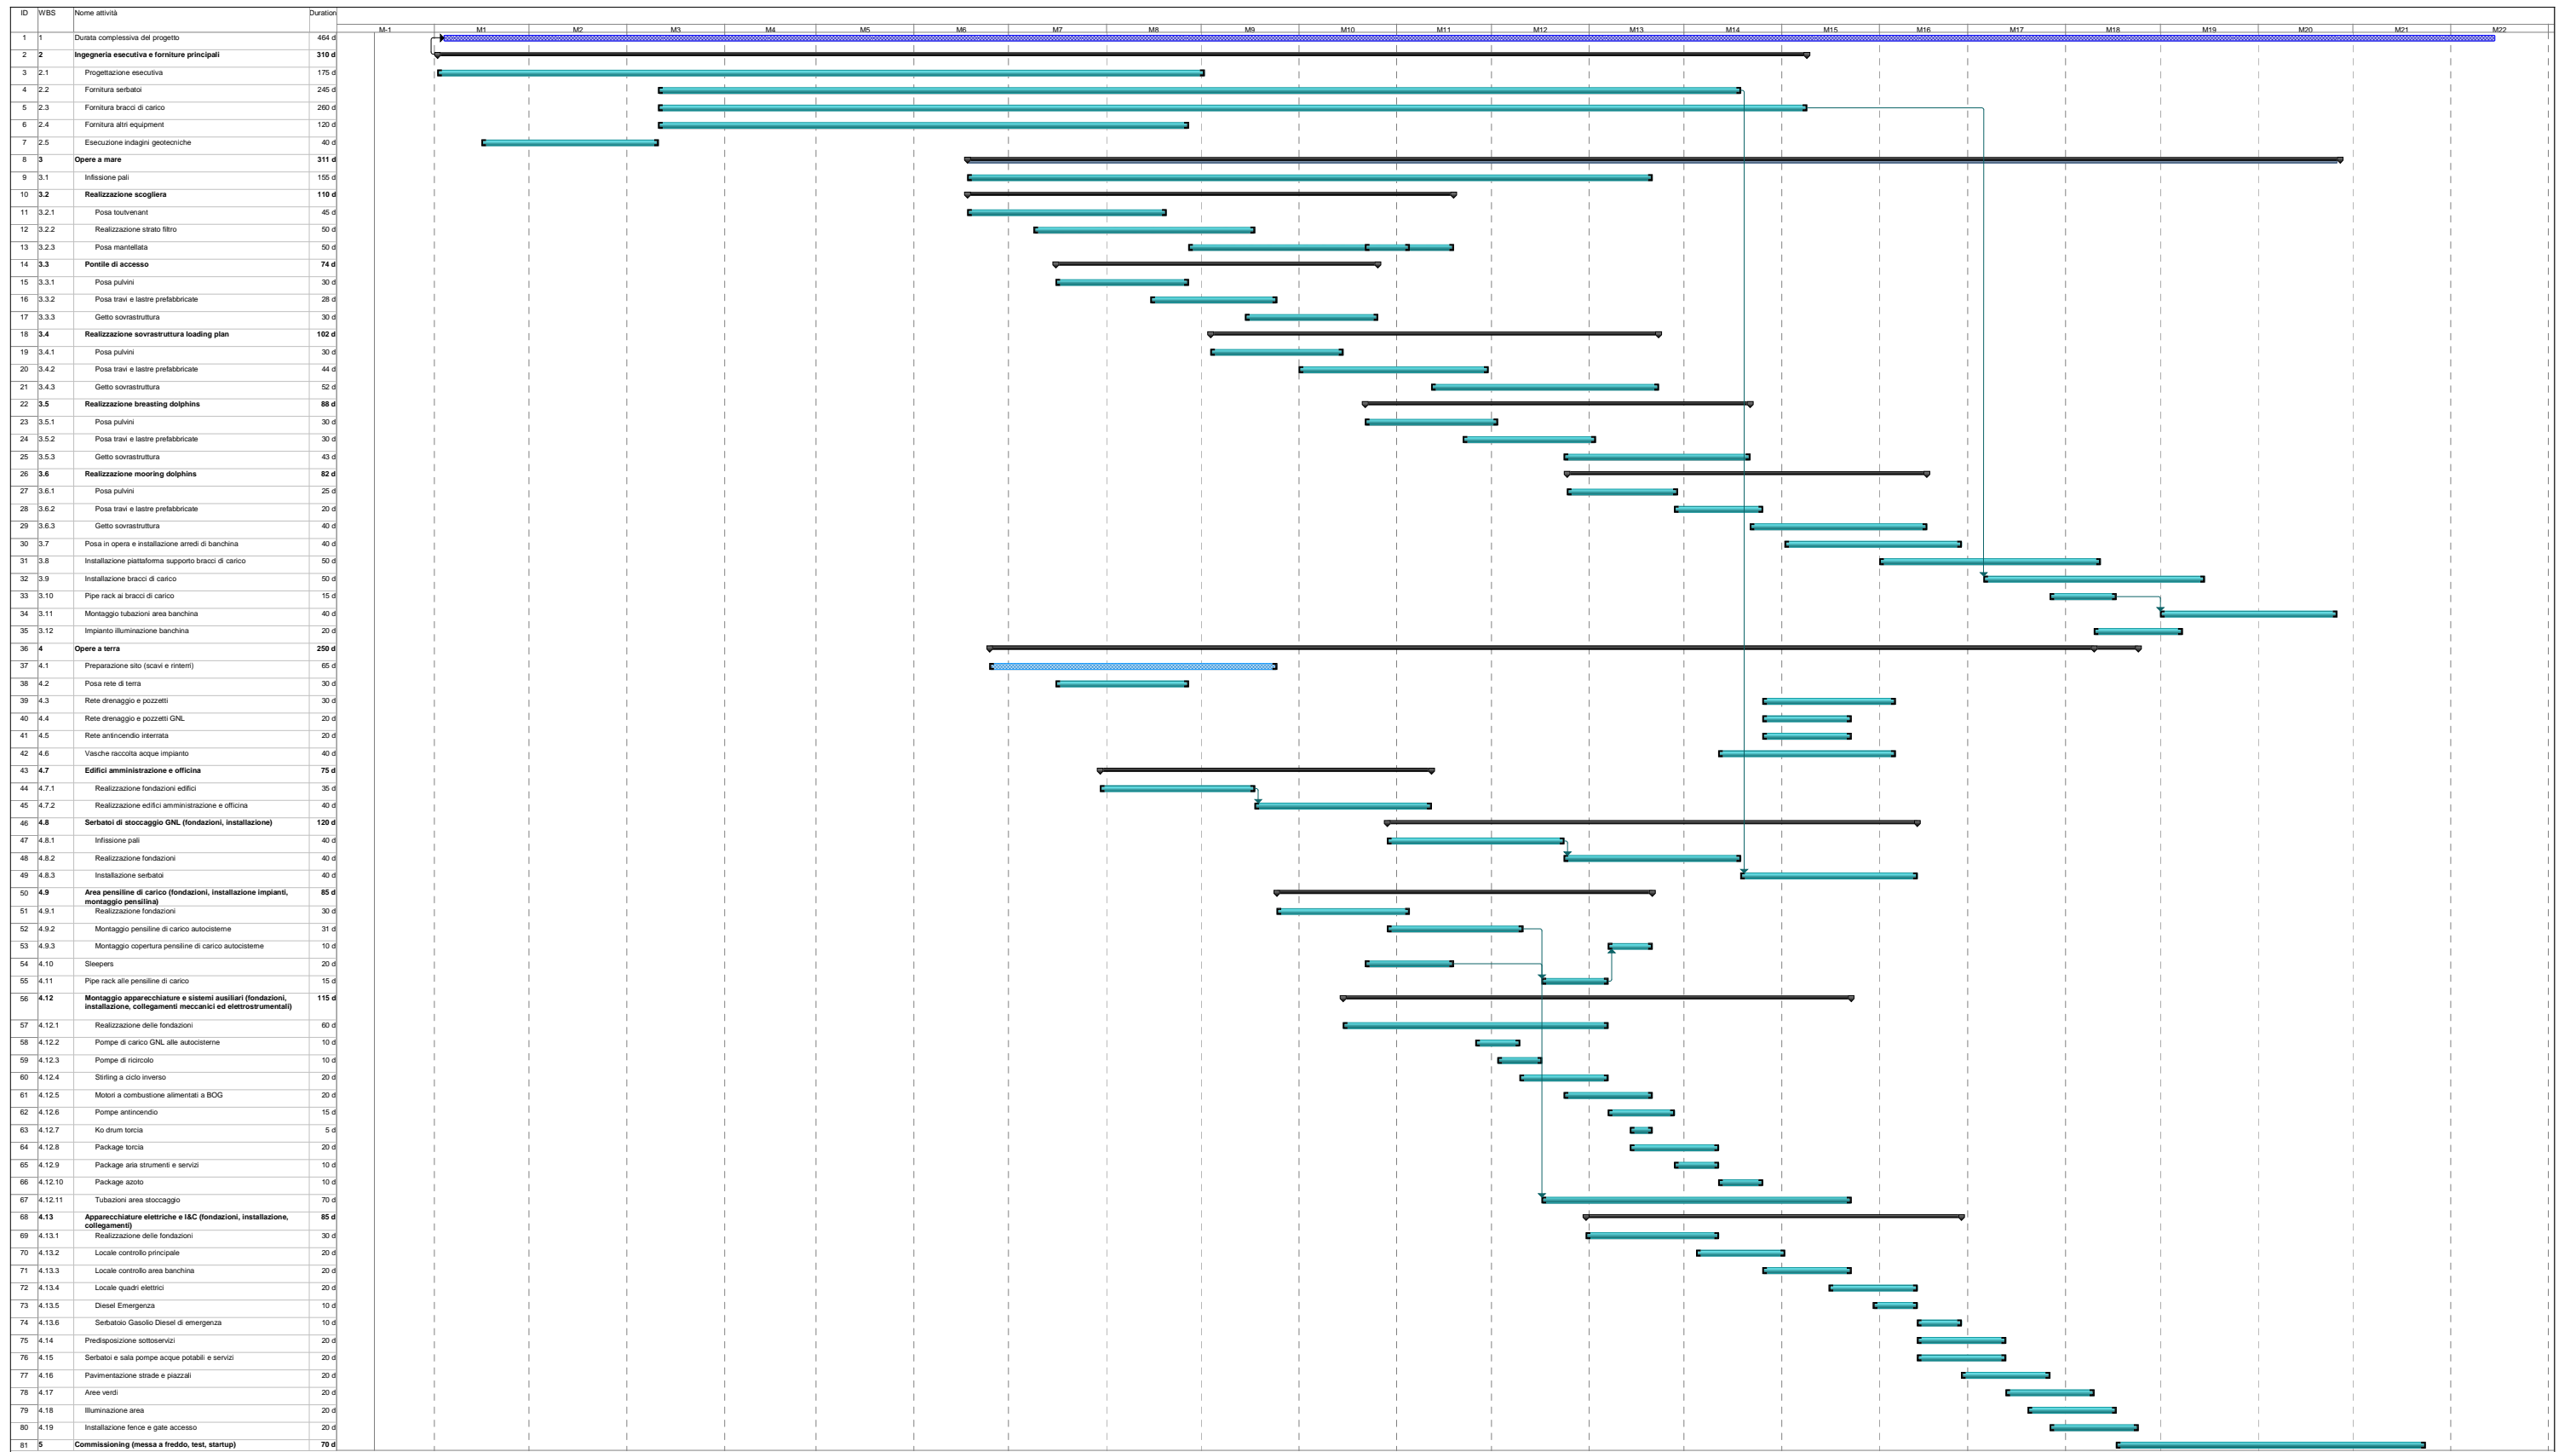 ID WBS Nome attività Duration
M-1 M1 M2 M3 M4 M5 M6 M7 M8 M9 M10 M11 M12 M13 M14 M15 M16 M17 M18 M19 M20 M21 M22
1 1 Durata complessiva del progetto 464 d
2 2 Ingegneria esecutiva e forniture principali 310 d
3 2.1 Progettazione esecutiva 175 d
4 2.2 Fornitura serbatoi 245 d
5 2.3 Fornitura bracci di carico 260 d
6 2.4 Fornitura altri equipment 120 d
7 2.5 Esecuzione indagini geotecniche 40 d
8 3 Opere a mare 311 d
9 3.1 Infissione pali 155 d
10 3.2 Realizzazione scogliera 110 d
11 3.2.1 Posa toutvenant 45 d
12 3.2.2 Realizzazione strato filtro 50 d
13 3.2.3 Posa mantellata 50 d
14 3.3 Pontile di accesso 74 d
15 3.3.1 Posa pulvini 30 d
16 3.3.2 Posa travi e lastre prefabbricate 28 d
17 3.3.3 Getto sovrastruttura 30 d
18 3.4 Realizzazione sovrastruttura loading plan 102 d
19 3.4.1 Posa pulvini 30 d
20 3.4.2 Posa travi e lastre prefabbricate 44 d
21 3.4.3 Getto sovrastruttura 52 d
22 3.5 Realizzazione breasting dolphins 88 d
23 3.5.1 Posa pulvini 30 d
24 3.5.2 Posa travi e lastre prefabbricate 30 d
25 3.5.3 Getto sovrastruttura 43 d
26 3.6 Realizzazione mooring dolphins 82 d
27 3.6.1 Posa pulvini 25 d
28 3.6.2 Posa travi e lastre prefabbricate 20 d
29 3.6.3 Getto sovrastruttura 40 d
30 3.7 Posa in opera e installazione arredi di banchina 40 d
31 3.8 Installazione piattaforma supporto bracci di carico 50 d
32 3.9 Installazione bracci di carico 50 d
33 3.10 Pipe rack ai bracci di carico 15 d
34 3.11 Montaggio tubazioni area banchina 40 d
35 3.12 Impianto illuminazione banchina 20 d
36 4 Opere a terra 250 d
37 4.1 Preparazione sito (scavi e rinterri) 65 d
38 4.2 Posa rete di terra 30 d
39 4.3 Rete drenaggio e pozzetti 30 d
40 4.4 Rete drenaggio e pozzetti GNL 20 d
41 4.5 Rete antincendio interrata 20 d
42 4.6 Vasche raccolta acque impianto 40 d
43 4.7 Edifici amministrazione e officina 75 d
44 4.7.1 Realizzazione fondazioni edifici 35 d
45 4.7.2 Realizzazione edifici amministrazione e officina 40 d
46 4.8 Serbatoi di stoccaggio GNL (fondazioni, installazione) 120 d
47 4.8.1 Infissione pali 40 d
48 4.8.2 Realizzazione fondazioni 40 d
49 4.8.3 Installazione serbatoi 40 d
50 4.9 Area pensiline di carico (fondazioni, installazione impianti, 85 d
montaggio pensilina)
51 4.9.1 Realizzazione fondazioni 30 d
52 4.9.2 Montaggio pensiline di carico autocisterne 31 d
53 4.9.3 Montaggio copertura pensiline di carico autocisterne 10 d
54 4.10 Sleepers 20 d
55 4.11 Pipe rack alle pensiline di carico 15 d
56 4.12 Montaggio apparecchiature e sistemi ausiliari (fondazioni, 115 d
installazione, collegamenti meccanici ed elettrostrumentali)
57 4.12.1 Realizzazione delle fondazioni 60 d
58 4.12.2 Pompe di carico GNL alle autocisterne 10 d
59 4.12.3 Pompe di ricircolo 10 d
60 4.12.4 Stirling a ciclo inverso 20 d
61 4.12.5 Motori a combustione alimentati a BOG 20 d
62 4.12.6 Pompe antincendio 15 d
63 4.12.7 Ko drum torcia 5 d
64 4.12.8 Package torcia 20 d
65 4.12.9 Package aria strumenti e servizi 10 d
66 4.12.10 Package azoto 10 d
67 4.12.11 Tubazioni area stoccaggio 70 d
68 4.13 Apparecchiature elettriche e I&C (fondazioni, installazione, 85 d
collegamenti)
69 4.13.1 Realizzazione delle fondazioni 30 d
70 4.13.2 Locale controllo principale 20 d
71 4.13.3 Locale controllo area banchina 20 d
72 4.13.4 Locale quadri elettrici 20 d
73 4.13.5 Diesel Emergenza 10 d
74 4.13.6 Serbatoio Gasolio Diesel di emergenza 10 d
75 4.14 Predisposizione sottoservizi 20 d
76 4.15 Serbatoi e sala pompe acque potabili e servizi 20 d
77 4.16 Pavimentazione strade e piazzali 20 d
78 4.17 Aree verdi 20 d
79 4.18 Illuminazione area 20 d
80 4.19 Installazione fence e gate accesso 20 d
81 5 Commissioning (messa a freddo, test, startup) 70 d